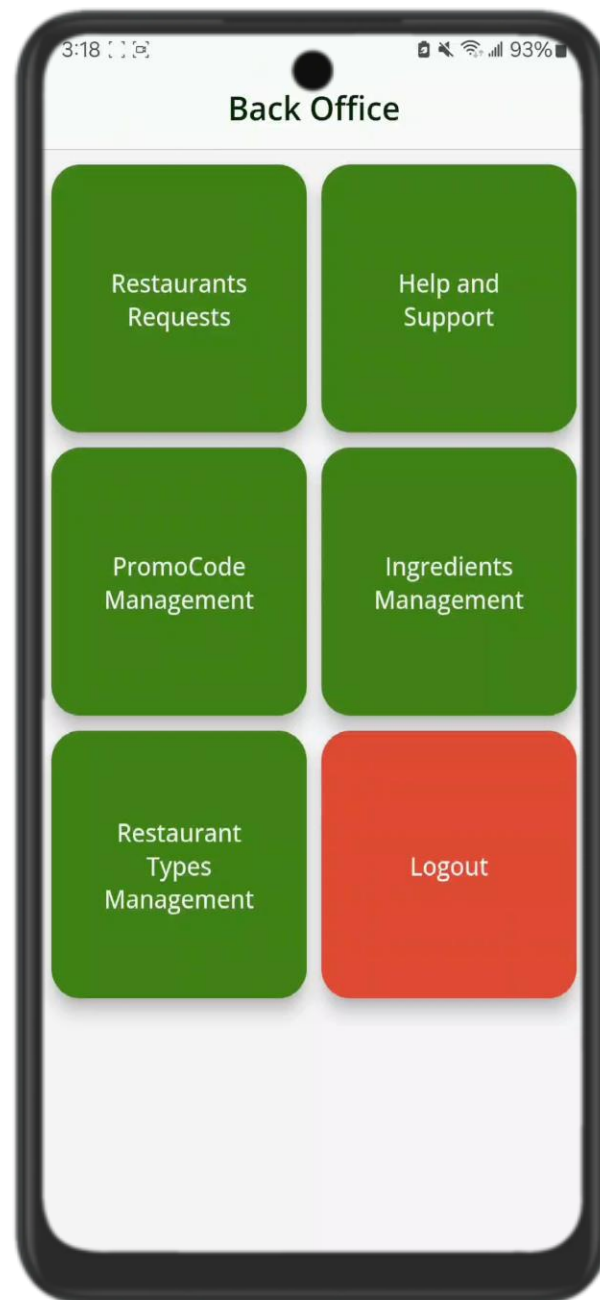 3:18 93%
Back Office
Restaurants
Requests
Help and
Support
PromoCode
Management
Ingredients
Management
Restaurant
Types
Management
Logout